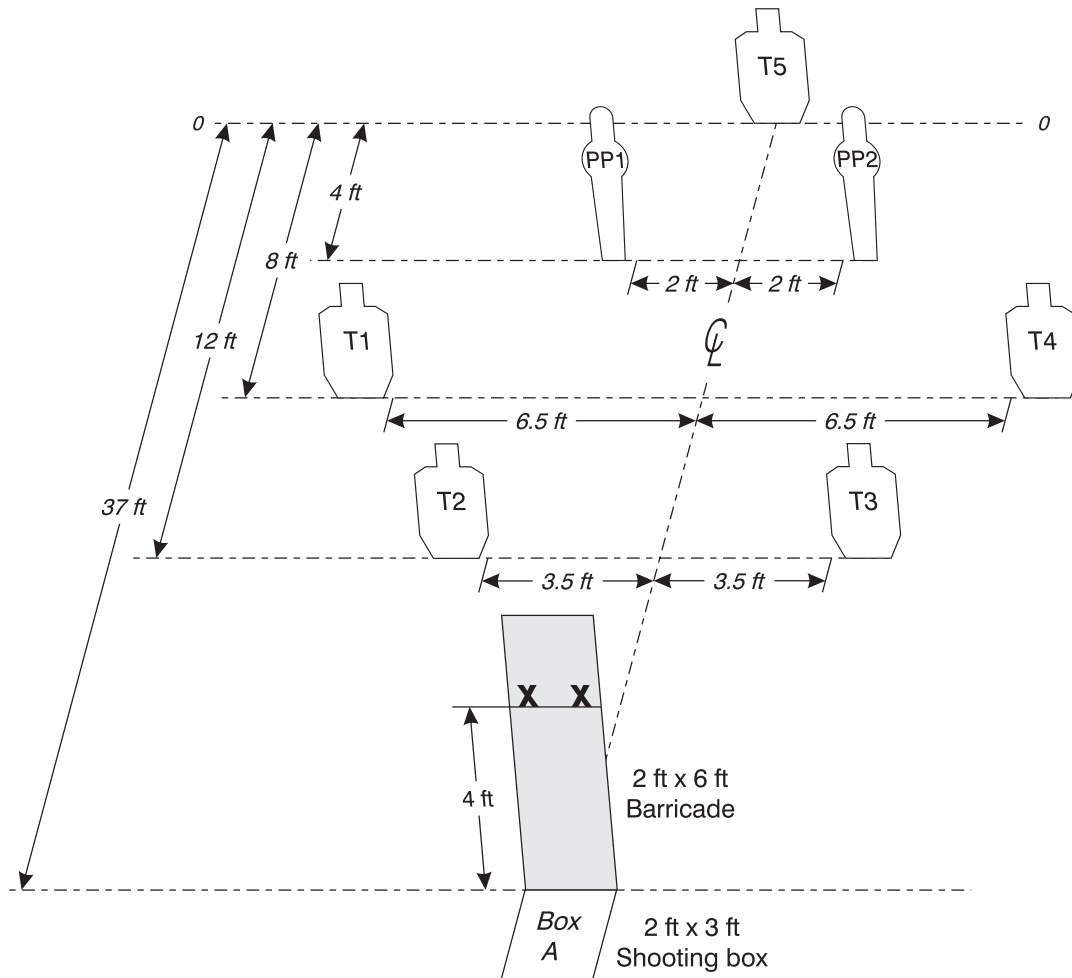 T5
0
0
PP1
PP2
4 ft
8 ft
2 ft
2 ft
12 ft
T1
CL
T4
6.5 ft
6.5 ft
37 ft
T2
T3
3.5 ft
3.5 ft
X X
4 ft
2 ft x 6 ft
Barricade
Box
A
2 ft x 3 ft
Shooting box